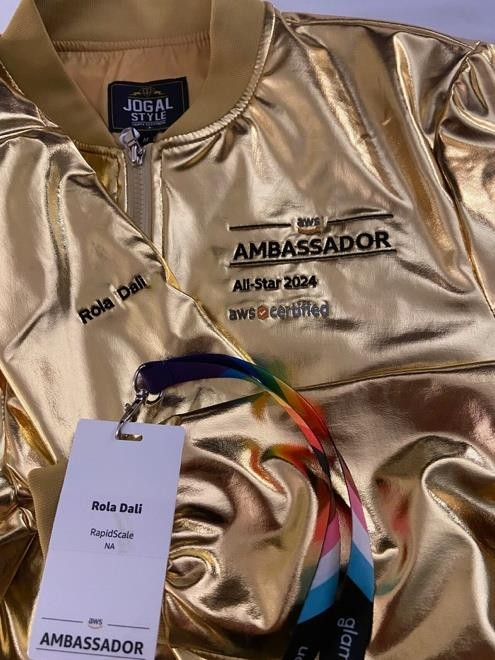 JOGAL
STYLE
aws
AMBASSADOR
All-Star 2024
aws certified
Rola Dali
Rola Dali
RapidScale
NA
aws
AMBASSADOR
glam